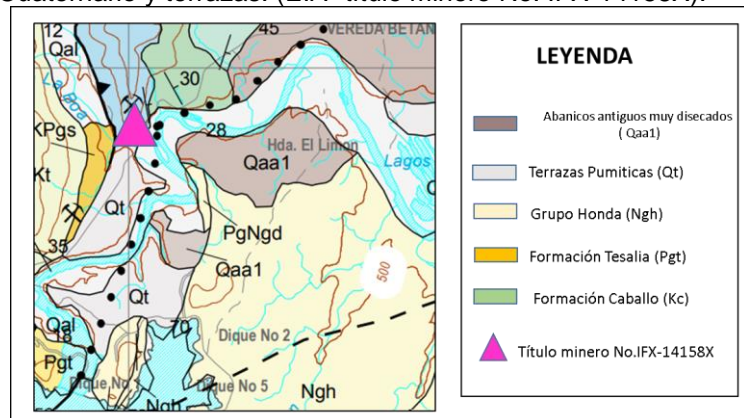 Cuaternario y terrazas. (EIA título minero No. IFX-14158X).
12
Qal
45
VEREDA BETAN
30
La Boa
28
KPgs
Hda. El Limon
Qaa1
Lagos
Kt
Qt
PgNgd
35
Qaa1
500
Qt
Qal
18
70
Dique No 2
Pgt
Dique No
Dique No 5
Ngh
Ngh
LEYENDA
Abanicos antiguos muy disecados
( Qaa1)
Terrazas Pumiticas (Qt)
Grupo Honda (Ngh)
Formación Tesalia (Pgt)
Formación Caballo (Kc)
Título minero No.IFX-14158X